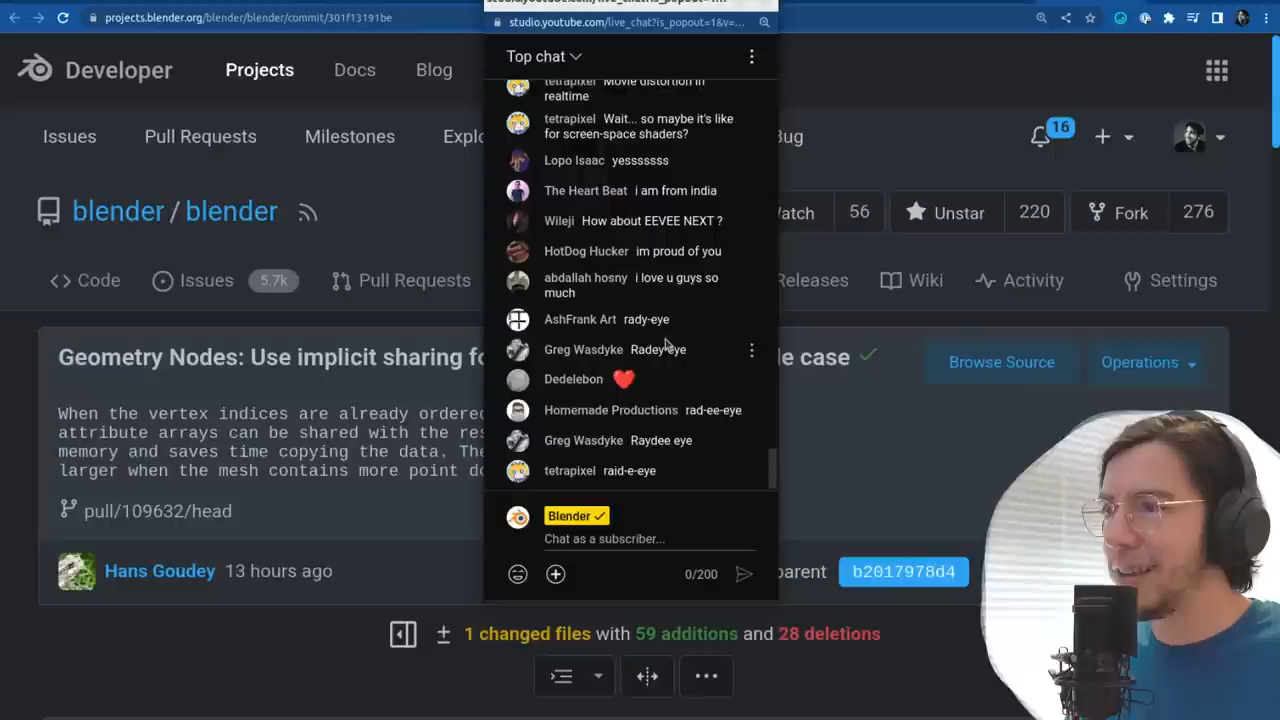 projects.blender.org/blender/blender/commit/301f13191be
studio.youtube.com/live_chat?is_popout=1&v=...
Developer
Projects
Docs
Blog
Top chat
tetrapixel Movie distortion in
realtime
tetrapixel Wait... so maybe it's like
for screen-space shaders?
Lopo Isaac yesssssss
The Heart Beat i am from india
Wileji How about EEVEE NEXT ?
HotDog Hucker im proud of you
abdallah hosny i love u guys so
much
AshFrank Art rady-eye
Greg Wasdyke Radey eye
Dedelebon ❤️
Homemade Productions rad-ee-eye
Greg Wasdyke Raydee eye
tetrapixel raid-e-eye
Blender ✓
Chat as a subscriber...
0/200
Issues
Pull Requests
Milestones
Explo
ug
16
blender / blender
atch
56
Unstar
220
Fork
276
Code
Issues
5.7k
Pull Requests
eleases
Wiki
Activity
Settings
Geometry Nodes: Use implicit sharing fo
le case
Browse Source
Operations
When the vertex indices are already ordered
attribute arrays can be shared with the res
memory and saves time copying the data. The
larger when the mesh contains more point do
pull/109632/head
Hans Goudey 13 hours ago
parent
b2017978d4
1 changed files with 59 additions and 28 deletions